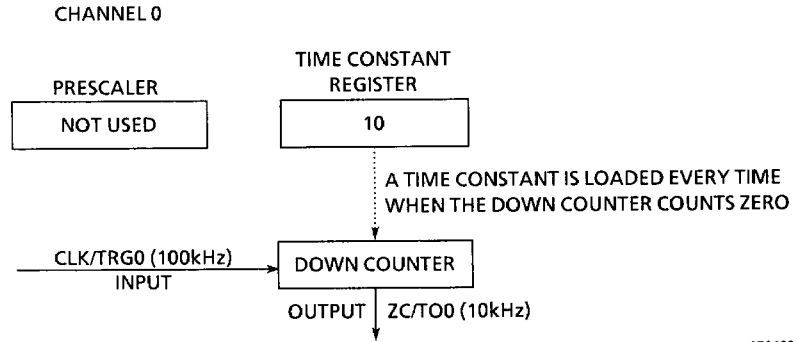 CHANNEL 0
TIME CONSTANT
REGISTER
PRESCALER
NOT USED
10
A TIME CONSTANT IS LOADED EVERY TIME
WHEN THE DOWN COUNTER COUNTS ZERO
CLK/TRG0 (100kHz)
INPUT
DOWN COUNTER
OUTPUT ZC/TO0 (10kHz)